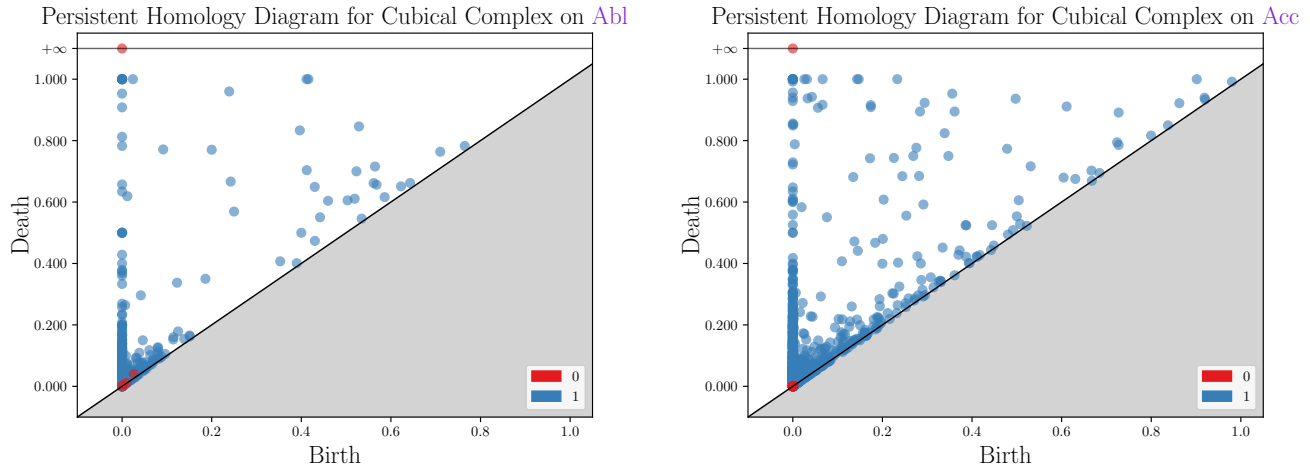 Persistent Homology Diagram for Cubical Complex on Abl
+∞
1.000
0.800
0.600
0.400
0.200
0.000
Death
0.0 0.2 0.4 0.6 0.8 1.0
Birth
0
1
Persistent Homology Diagram for Cubical Complex on Acc
+∞
1.000
0.800
0.600
0.400
0.200
0.000
Death
0.0 0.2 0.4 0.6 0.8 1.0
Birth
0
1